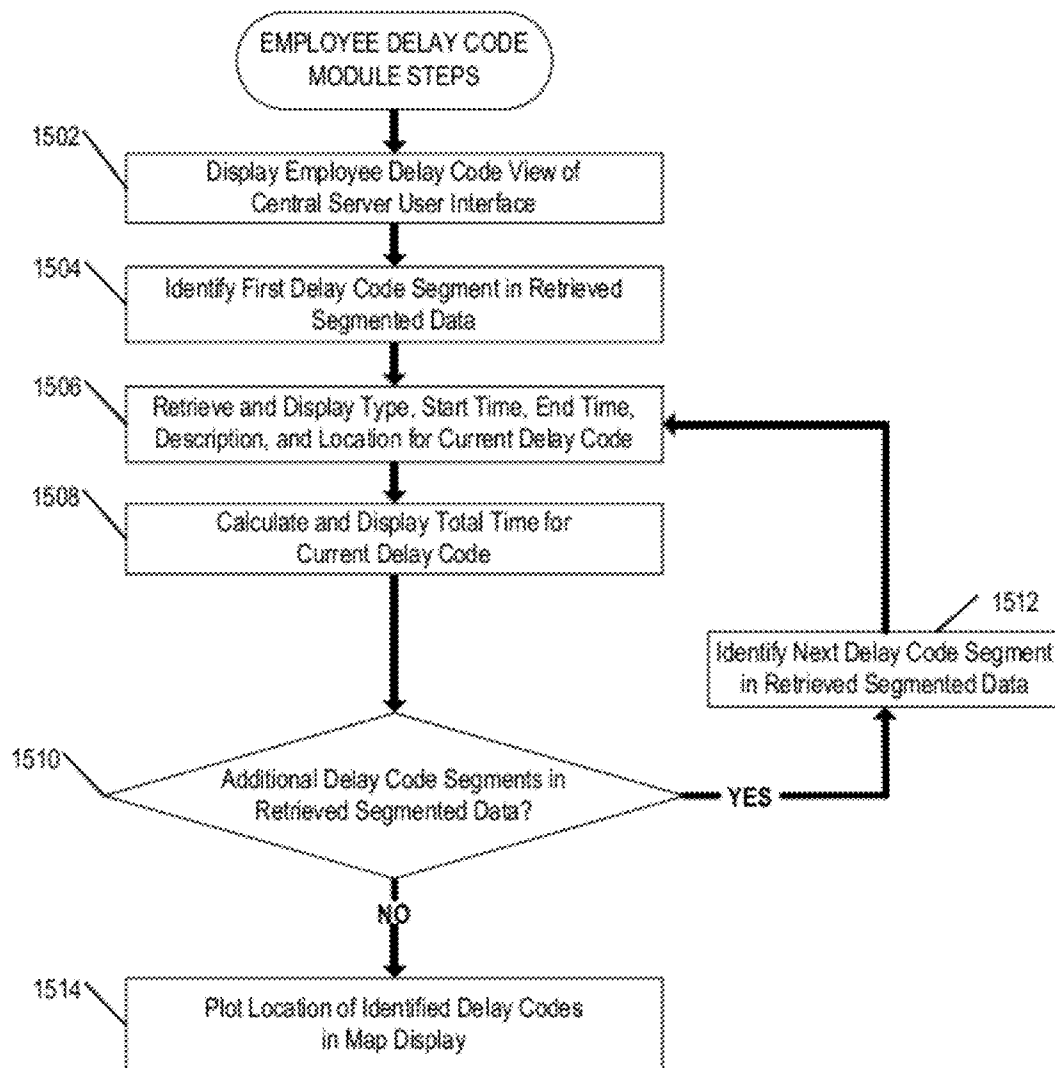 EMPLOYEE DELAY CODE
MODULE STEPS
1502
Display Employee Delay Code View of
Central Server User Interface
1504
Identify First Delay Code Segment in Retrieved
Segmented Data
1506
Retrieve and Display Type, Start Time, End Time,
Description, and Location for Current Delay Code
1508
Calculate and Display Total Time for
Current Delay Code
1512
Identify Next Delay Code Segment
in Retrieved Segmented Data
1510
Additional Delay Code Segments in
Retrieved Segmented Data?
YES
NO
1514
Plot Location of Identified Delay Codes
in Map Display